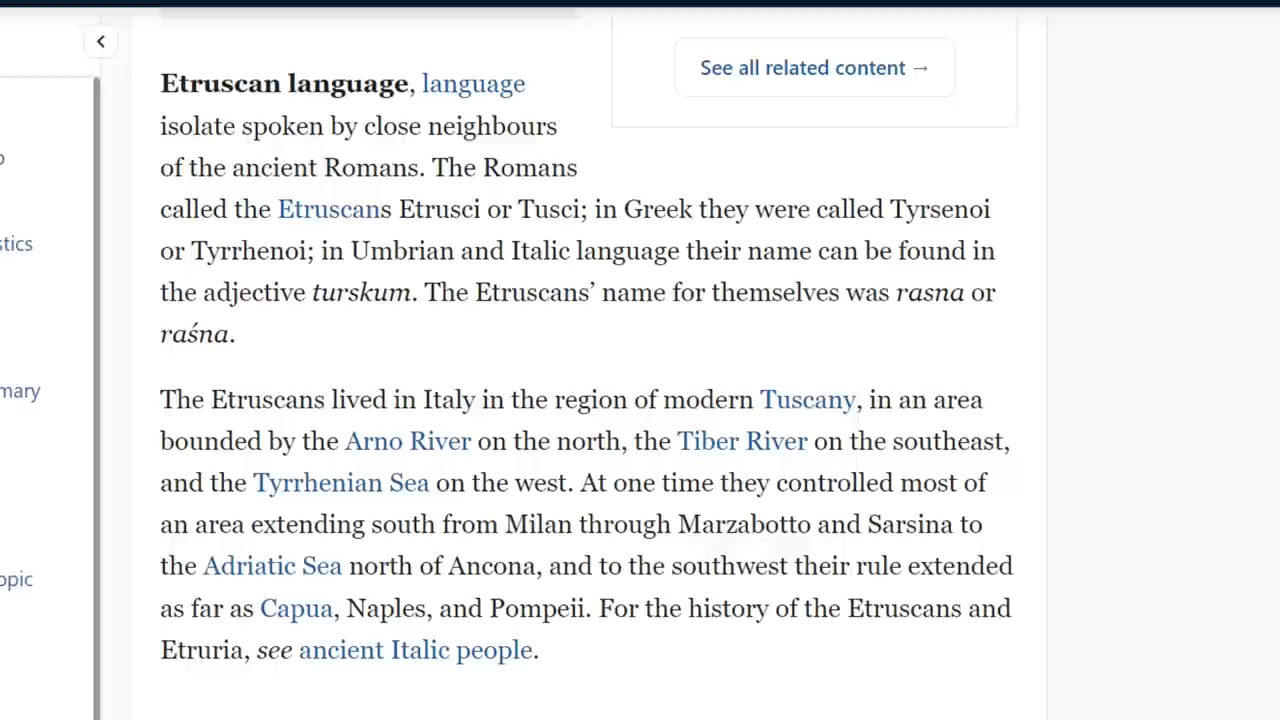 See all related content →
Etruscan language, language
isolate spoken by close neighbours
of the ancient Romans. The Romans
called the Etruscans Etrusci or Tusci; in Greek they were called Tyrsenoi
or Tyrrhenoi; in Umbrian and Italic language their name can be found in
the adjective turskum. The Etruscans’ name for themselves was rasna or
raśna.
The Etruscans lived in Italy in the region of modern Tuscany, in an area
bounded by the Arno River on the north, the Tiber River on the southeast,
and the Tyrrhenian Sea on the west. At one time they controlled most of
an area extending south from Milan through Marzabotto and Sarsina to
the Adriatic Sea north of Ancona, and to the southwest their rule extended
as far as Capua, Naples, and Pompeii. For the history of the Etruscans and
Etruria, see ancient Italic people.